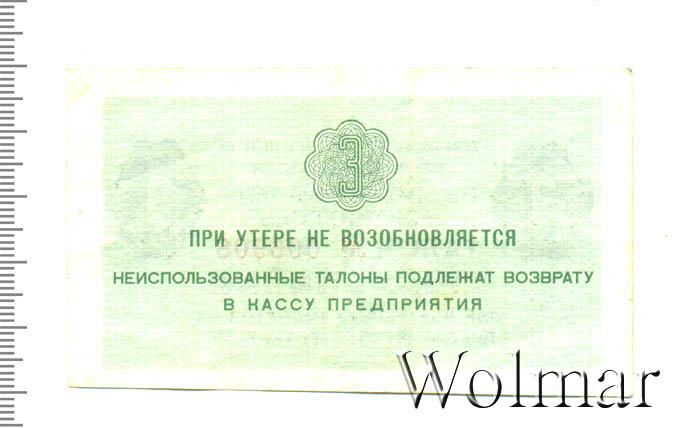 3
ПРИ УТЕРЕ НЕ ВОЗОБНОВЛЯЕТСЯ
НЕИСПОЛЬЗОВАННЫЕ ТАЛОНЫ ПОДЛЕЖАТ ВОЗВРАТУ
В КАССУ ПРЕДПРИЯТИЯ
Wolmar